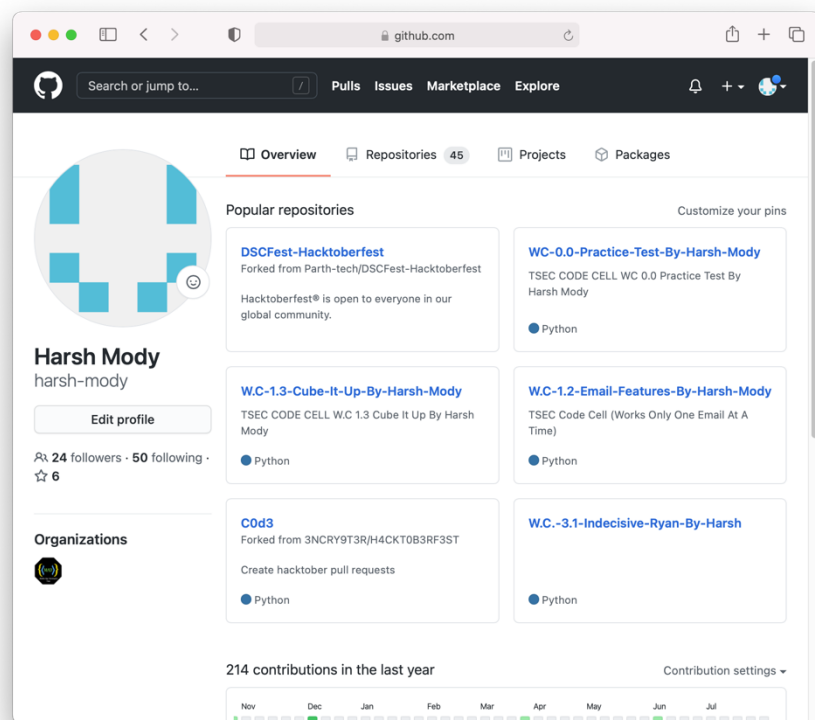 github.com
Search or jump to... /
Pulls Issues Marketplace Explore
Overview Repositories 45 Projects Packages
Popular repositories
Customize your pins
DSCFest-Hacktoberfest
Forked from Parth-tech/DSCFest-Hacktoberfest
Hacktoberfest® is open to everyone in our
global community.
WC-0.0-Practice-Test-By-Harsh-Mody
TSEC CODE CELL WC 0.0 Practice Test By
Harsh Mody
Python
Harsh Mody
harsh-mody
Edit profile
24 followers · 50 following ·
6
Organizations
W.C-1.3-Cube-It-Up-By-Harsh-Mody
TSEC CODE CELL W.C 1.3 Cube It Up By Harsh
Mody
Python
W.C-1.2-Email-Features-By-Harsh-Mody
TSEC Code Cell (Works Only One Email At A
Time)
Python
C0d3
Forked from 3NCRY9T3R/H4CKT0B3RF3ST
Create hacktober pull requests
Python
W.C.-3.1-Indecisive-Ryan-By-Harsh
Python
214 contributions in the last year
Contribution settings
Nov Dec Jan Feb Mar Apr May Jun Jul